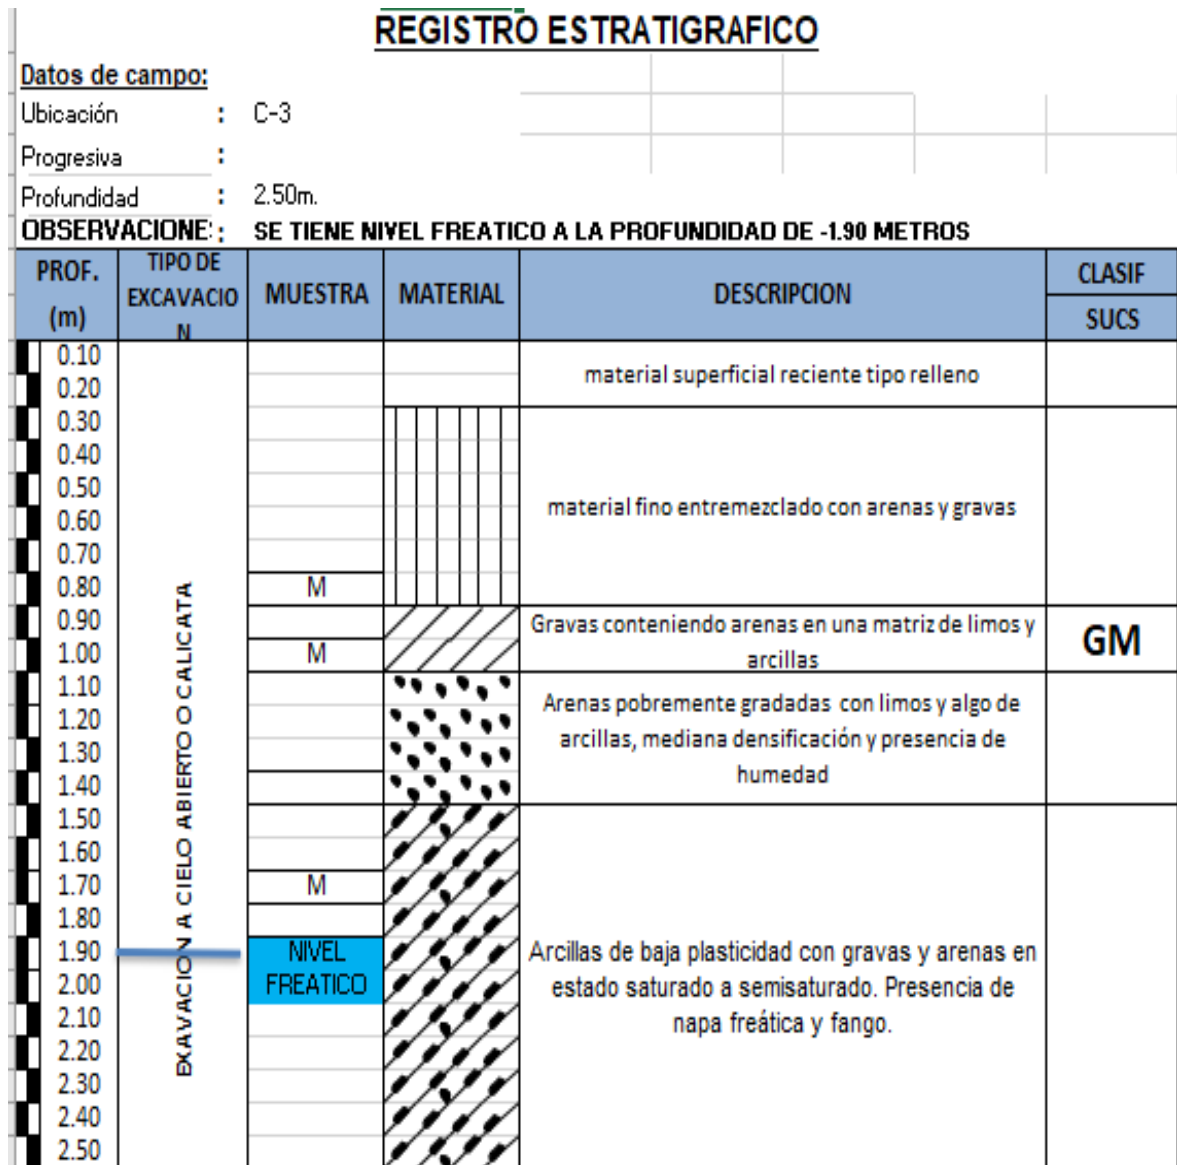 REGISTRO ESTRATIGRAFICO
Datos de campo:
Ubicación : C-3
Progresiva :
Profundidad : 2.50m.
OBSERVACIONE: : SE TIENE NIVEL FREATICO A LA PROFUNDIDAD DE -1.90 METROS
PROF.
(m)
TIPO DE
EXCAVACIO
N
MUESTRA
MATERIAL
DESCRIPCION
CLASIF
SUCS
0.10
0.20
material superficial reciente tipo relleno
0.30
0.40
0.50
0.60
0.70
0.80
M
material fino entremezclado con arenas y gravas
0.90
1.00
M
Gravas conteniendo arenas en una matriz de limos y
arcillas
GM
1.10
1.20
1.30
1.40
Arenas pobremente gradadas con limos y algo de
arcillas, mediana densificación y presencia de
humedad
1.50
1.60
1.70
M
1.80
1.90
NIVEL
2.00
FREATICO
2.10
2.20
2.30
2.40
2.50
Arcillas de baja plasticidad con gravas y arenas en
estado saturado a semisaturado. Presencia de
napa freática y fango.
EXAVACION A CIELO ABIERTO O CALICATA